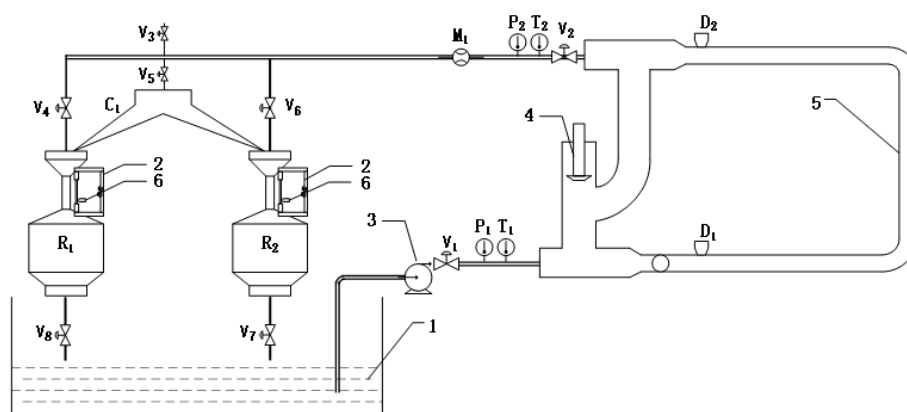 V₃
P₂ T₂ V₂ D₂
M₁
V₅
V₄ C₁ V₆
4 5
2 2
6 6
R₁ R₂
3 V₁ P₁ T₁ D₁
V₈ V₇ 1